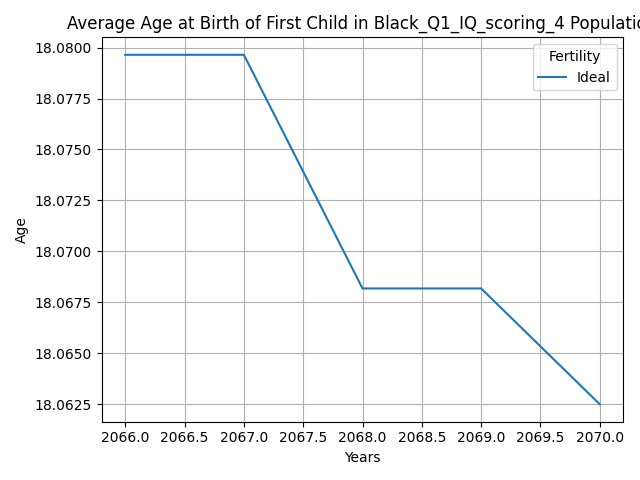 Average Age at Birth of First Child in Black_Q1_IQ_scoring_4 Populatio
Fertility
Ideal
18.0800
18.0775
18.0750
18.0725
18.0700
18.0675
18.0650
18.0625
Age
2066.0 2066.5 2067.0 2067.5 2068.0 2068.5 2069.0 2069.5 2070.0
Years